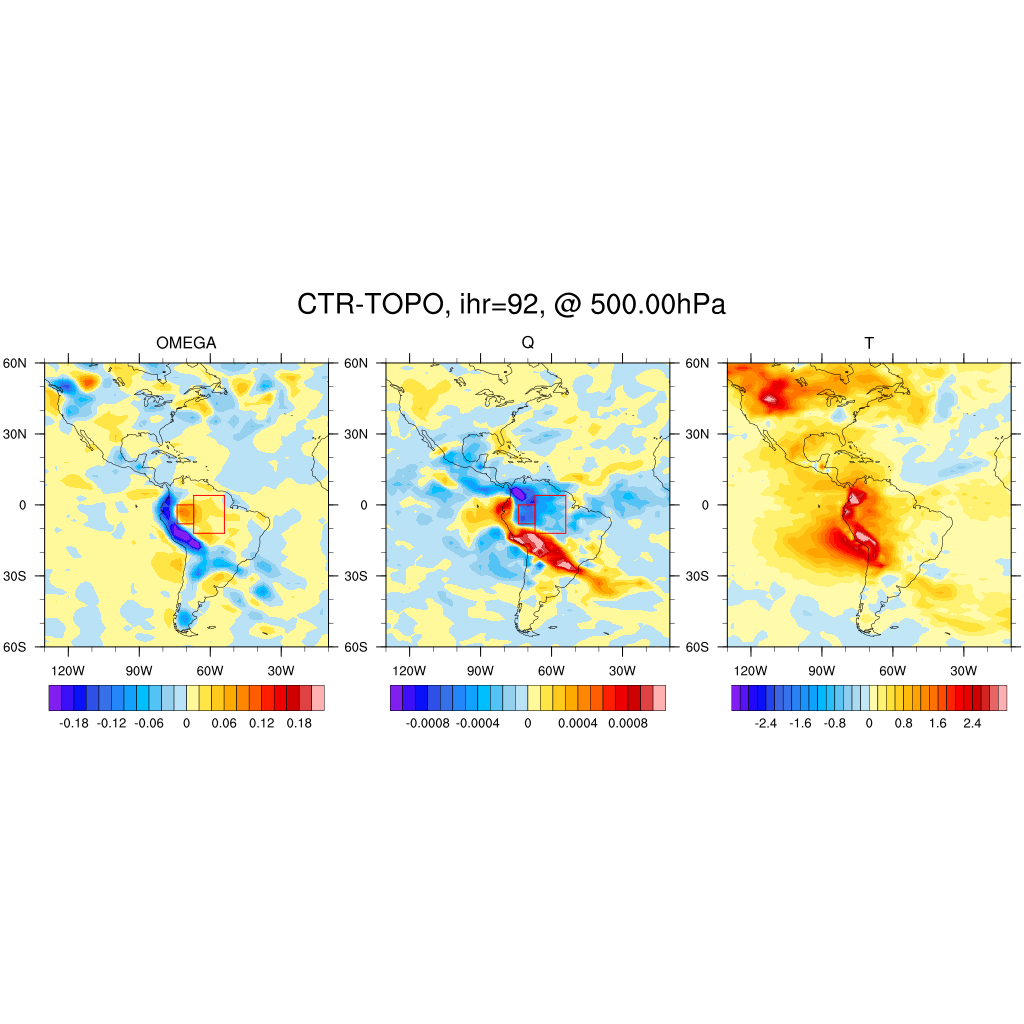 CTR-TOPO, ihr=92, @ 500.00hPa
OMEGA Q T
60N 60N 60N
30N 30N 30N
0 0 0
30S 30S 30S
60S 60S 60S
120W 90W 60W 30W 120W 90W 60W 30W 120W 90W 60W 30W
-0.18 -0.12 -0.06 0 0.06 0.12 0.18 -0.0008 -0.0004 0 0.0004 0.0008 -2.4 -1.6 -0.8 0 0.8 1.6 2.4